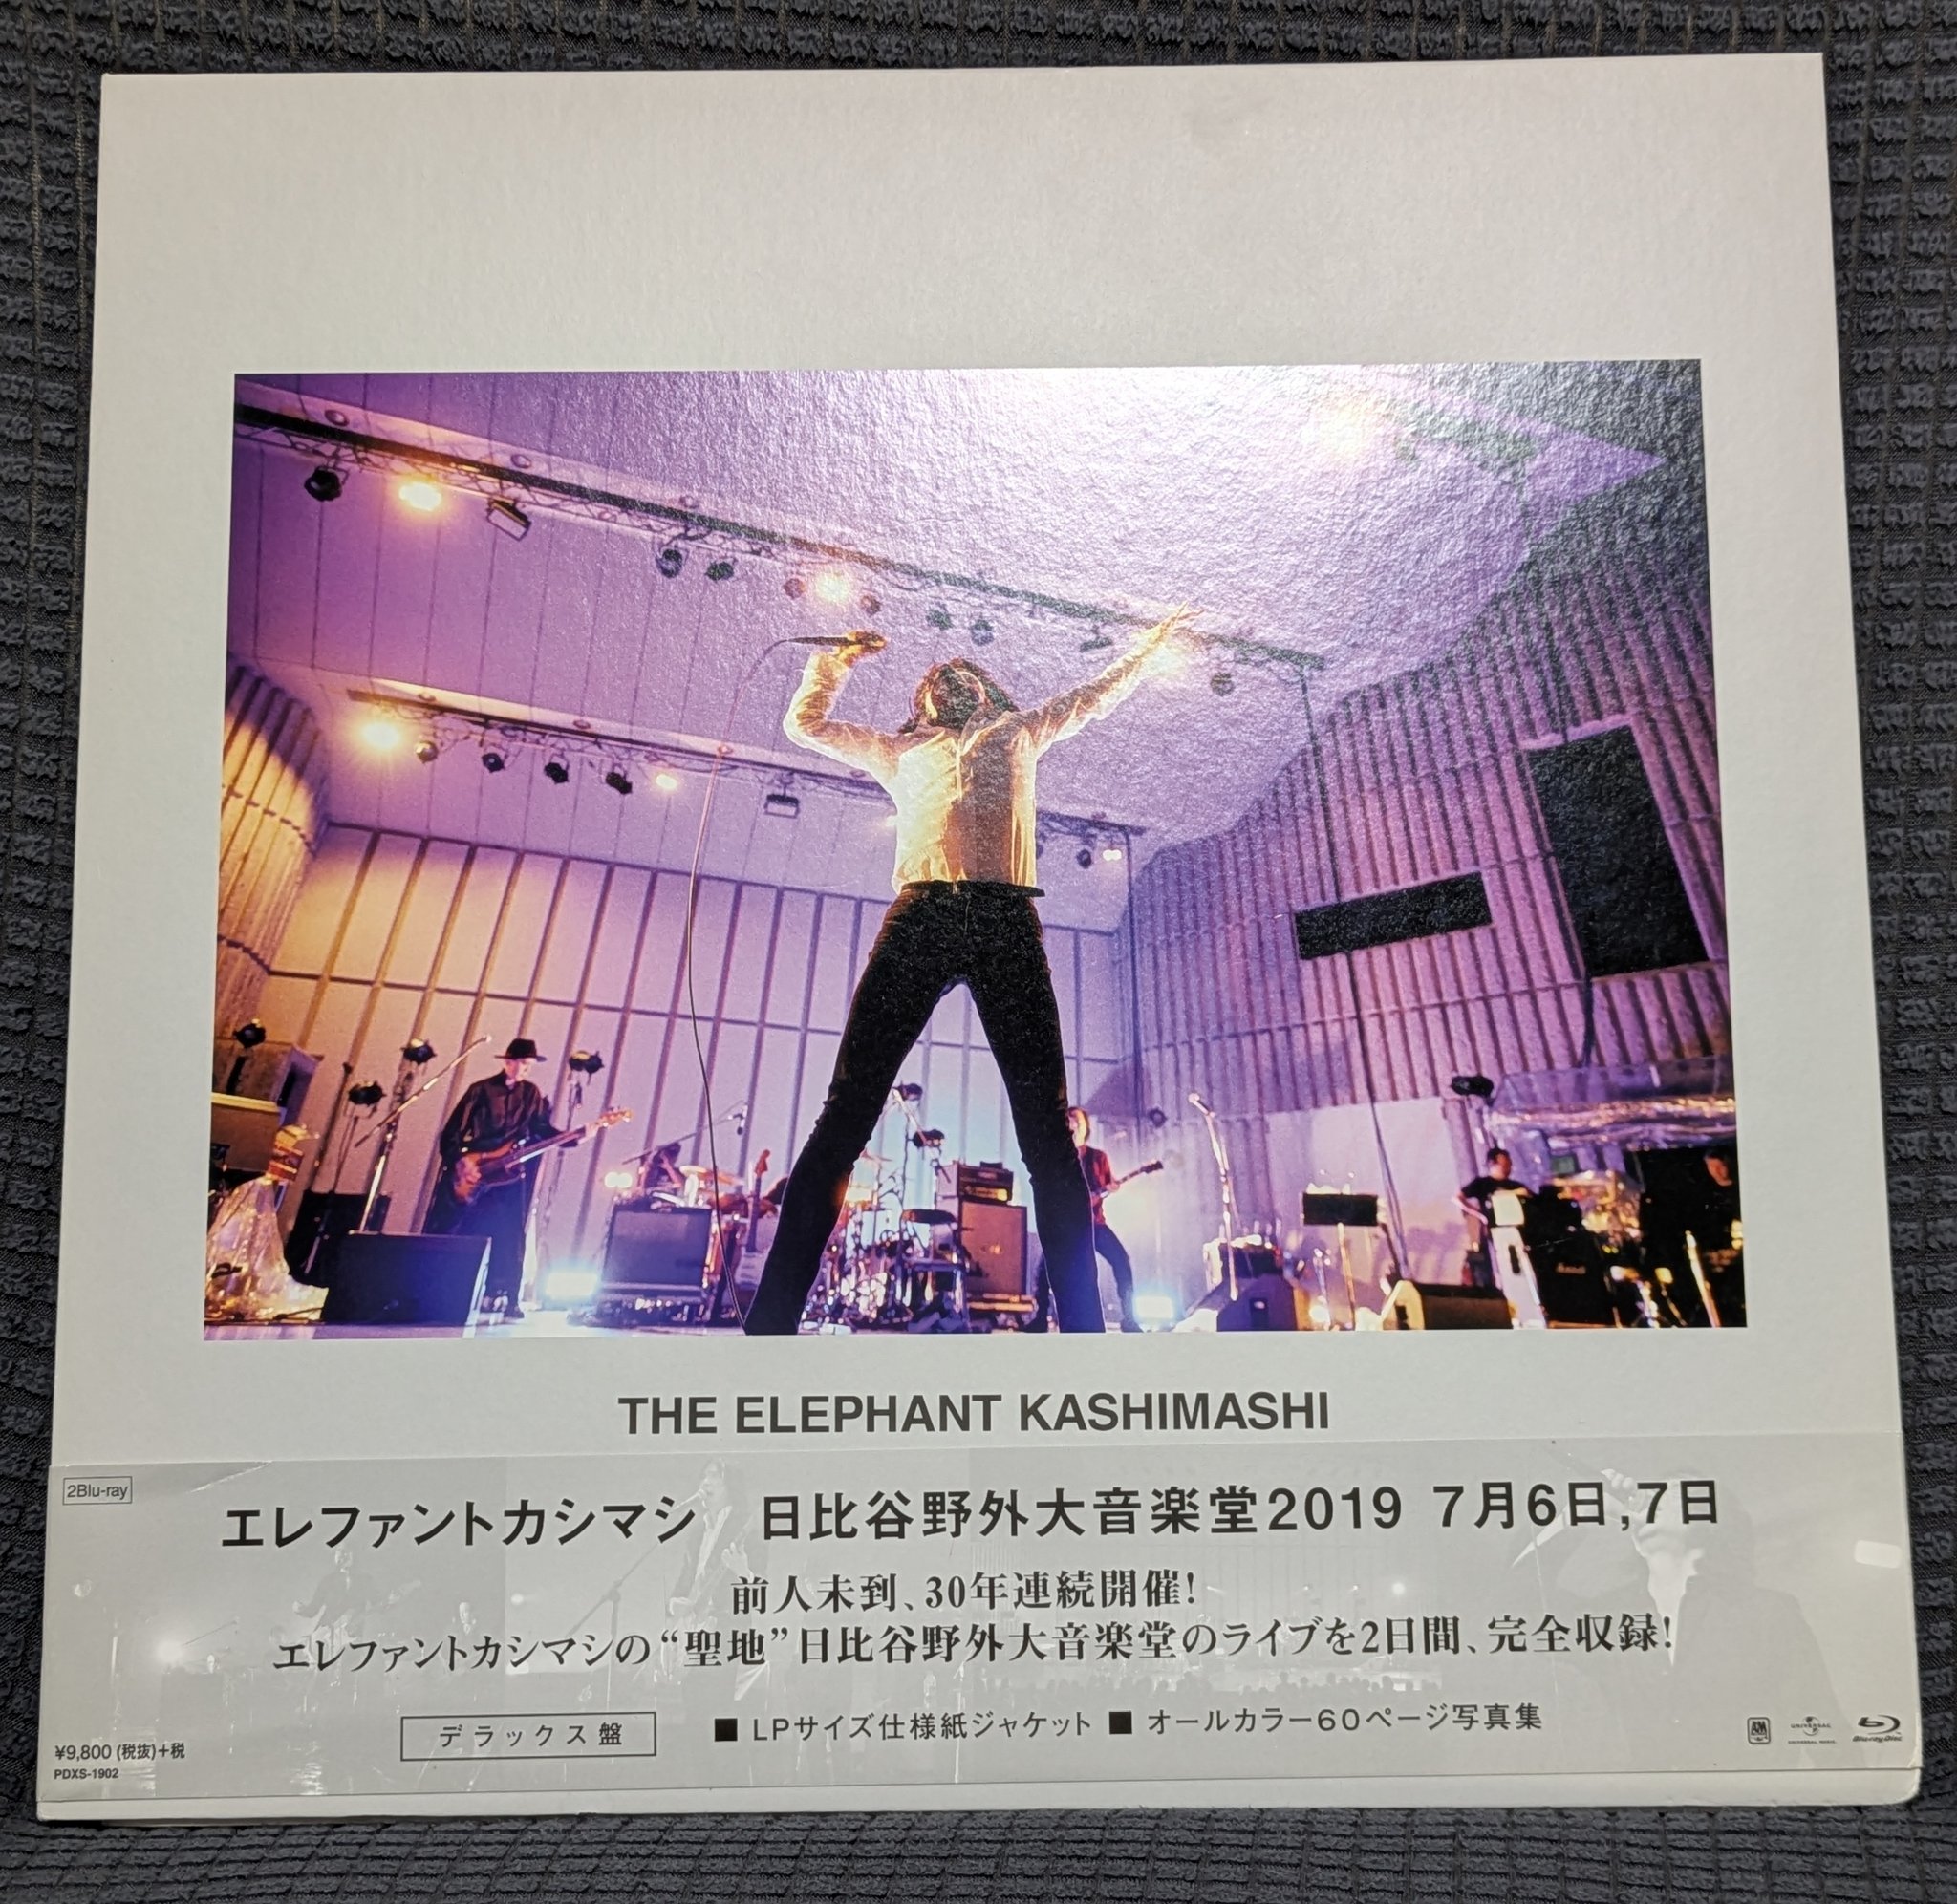 THE ELEPHANT KASHIMASHI
2Blu-ray
エレファントカシマシ 日比谷野外大音楽堂2019 7月6日,7日
前人未到、30年連続開催!
エレファントカシマシの“聖地”日比谷野外大音楽堂のライブを2日間、完全収録!
デラックス盤 ■ LPサイズ仕様紙ジャケット ■ オールカラー60ページ写真集
¥9,800 (税抜)+税
PDXS-1902
UNIVERSAL
UNIVERSAL MUSIC
Blu-ray Disc